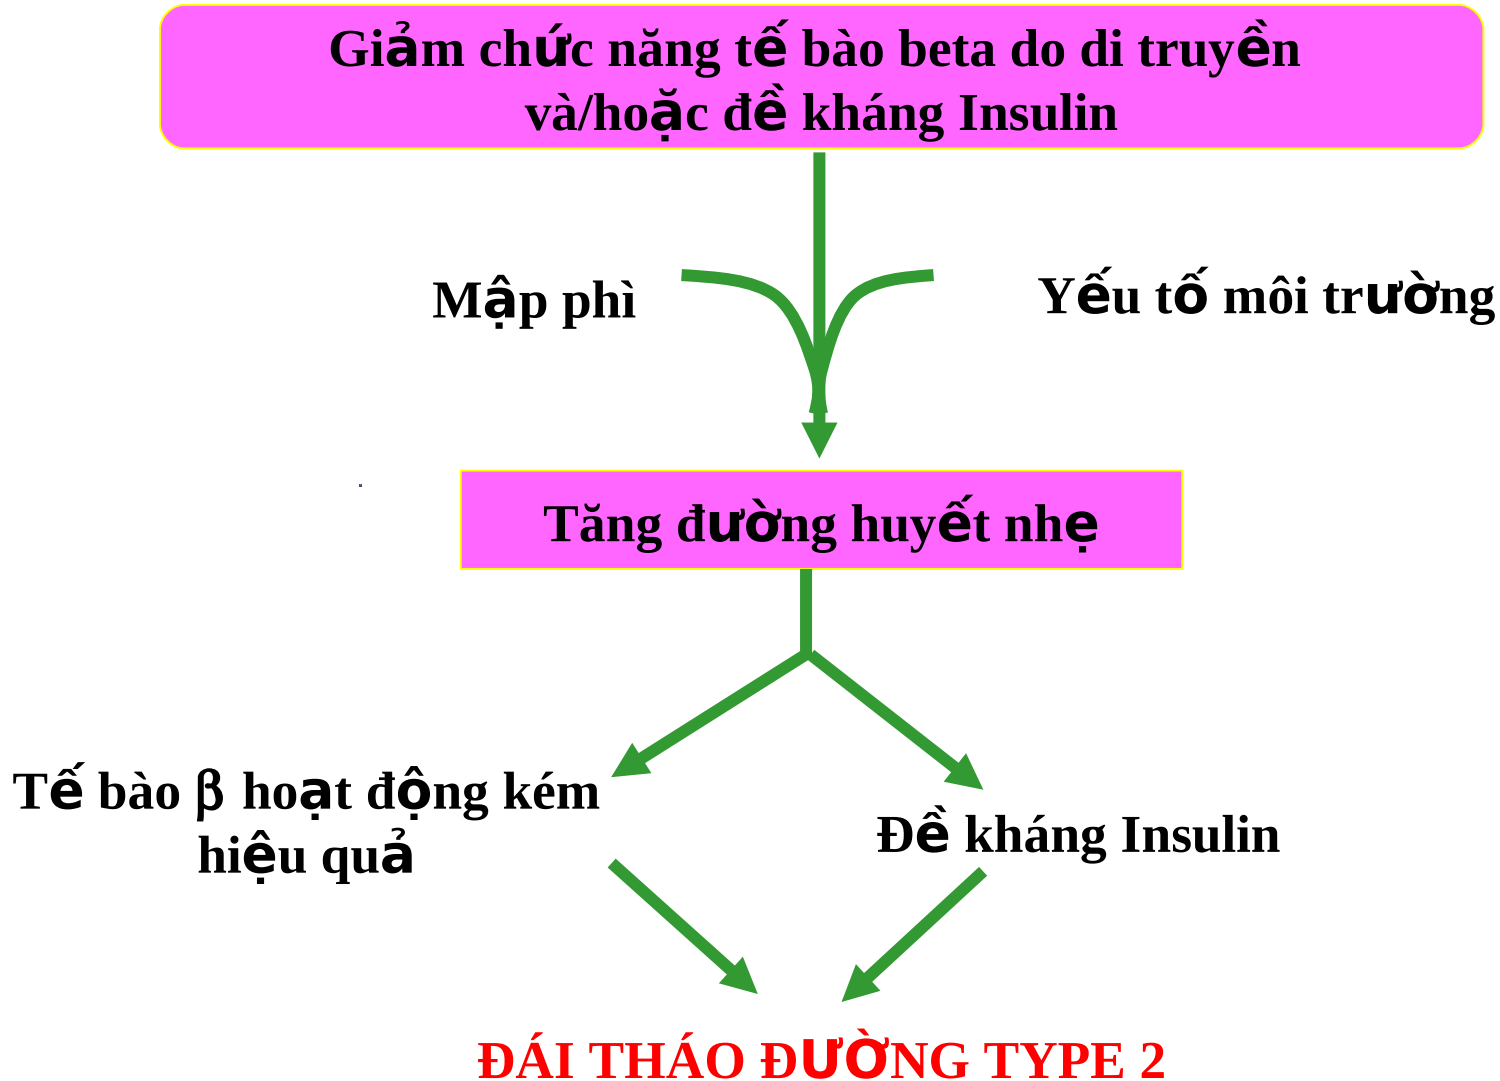 Giảm chức năng tế bào beta do di truyền
và/hoặc đề kháng Insulin
Mập phì
Yếu tố môi trường
Tăng đường huyết nhẹ
Tế bào β hoạt động kém
hiệu quả
Đề kháng Insulin
ĐÁI THÁO ĐƯỜNG TYPE 2